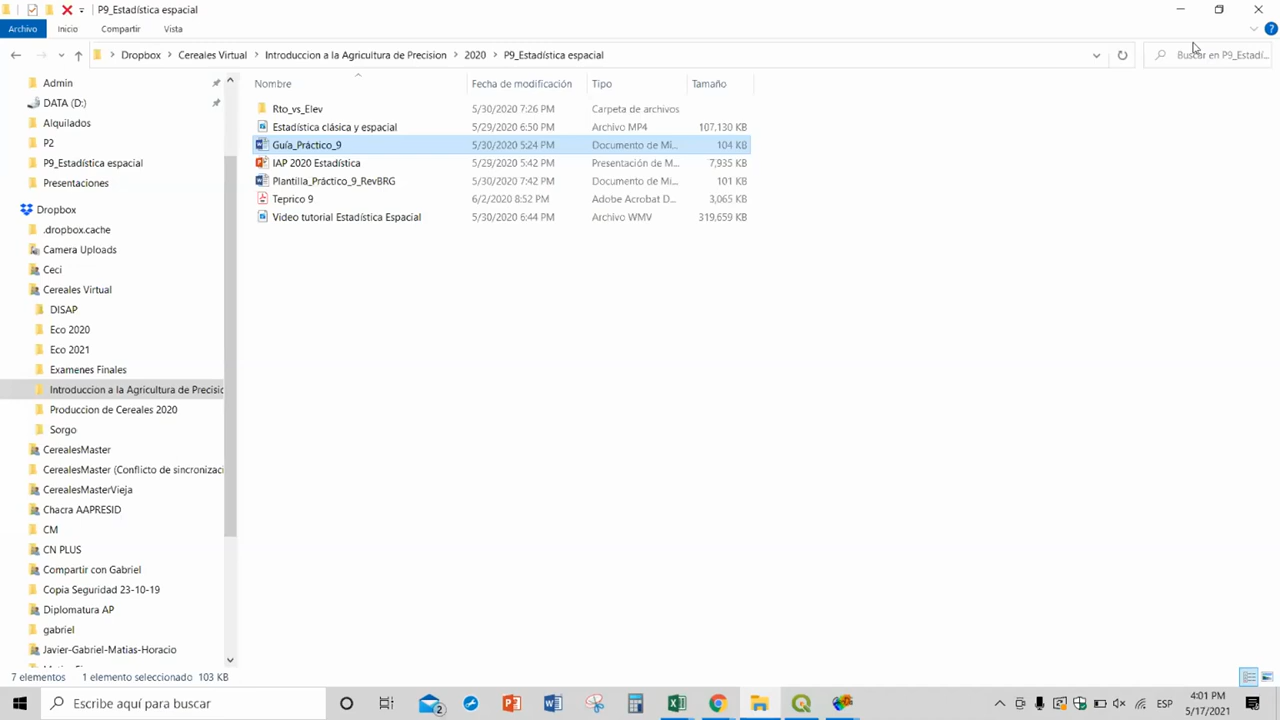 P9_Estadística espacial
Archivo Inicio Compartir Vista
Dropbox Cereales Virtual Introduccion a la Agricultura de Precision 2020 P9_Estadística espacial
Buscar en P9_Estadí...
Nombre Fecha de modificación Tipo Tamaño
Admin
DATA (D:)
Alquilados
P2
P9_Estadística espacial
Presentaciones
Dropbox
.dropbox.cache
Camera Uploads
Ceci
Cereales Virtual
DISAP
Eco 2020
Eco 2021
Examenes Finales
Introduccion a la Agricultura de Precisic
Produccion de Cereales 2020
Sorgo
CerealesMaster
CerealesMaster (Conflicto de sincronizaci
CerealesMasterVieja
Chacra AAPRESID
CM
CN PLUS
Compartir con Gabriel
Copia Seguridad 23-10-19
Diplomatura AP
gabriel
Javier-Gabriel-Matias-Horacio
Rto_vs_Elev 5/30/2020 7:26 PM Carpeta de archivos
Estadística clásica y espacial 5/29/2020 6:50 PM Archivo MP4 107,130 KB
Guía_Práctico_9 5/30/2020 5:24 PM Documento de Mi... 104 KB
IAP 2020 Estadística 5/29/2020 5:42 PM Presentación de M... 7,935 KB
Plantilla_Práctico_9_RevBRG 5/30/2020 7:42 PM Documento de Mi... 101 KB
Teprico 9 6/2/2020 8:52 PM Adobe Acrobat D... 3,065 KB
Video tutorial Estadística Espacial 5/30/2020 6:44 PM Archivo WMV 319,659 KB
7 elementos 1 elemento seleccionado 103 KB
Escribe aquí para buscar
2
ESP
4:01 PM
5/17/2021